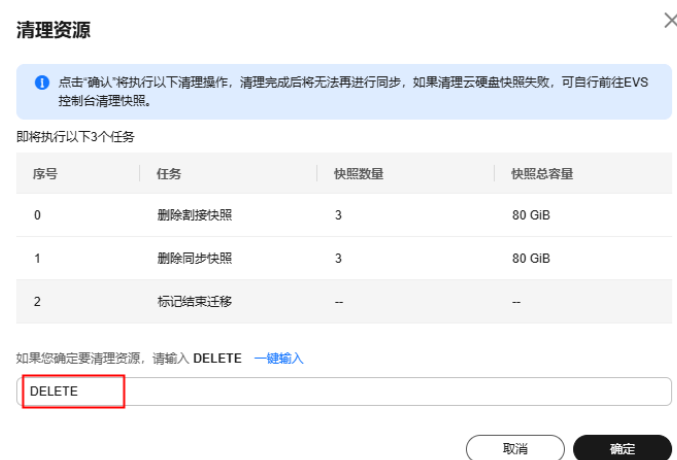 清理资源
点击“确认”将执行以下清理操作，清理完成后将无法再进行同步，如果清理云硬盘快照失败，可自行前往EVS
控制台清理快照。
即将执行以下3个任务
序号 任务 快照数量 快照总容量
0 删除割接快照 3 80 GiB
1 删除同步快照 3 80 GiB
2 标记结束迁移 -- --
如果您确定要清理资源，请输入 DELETE 一键输入
DELETE
取消 确定